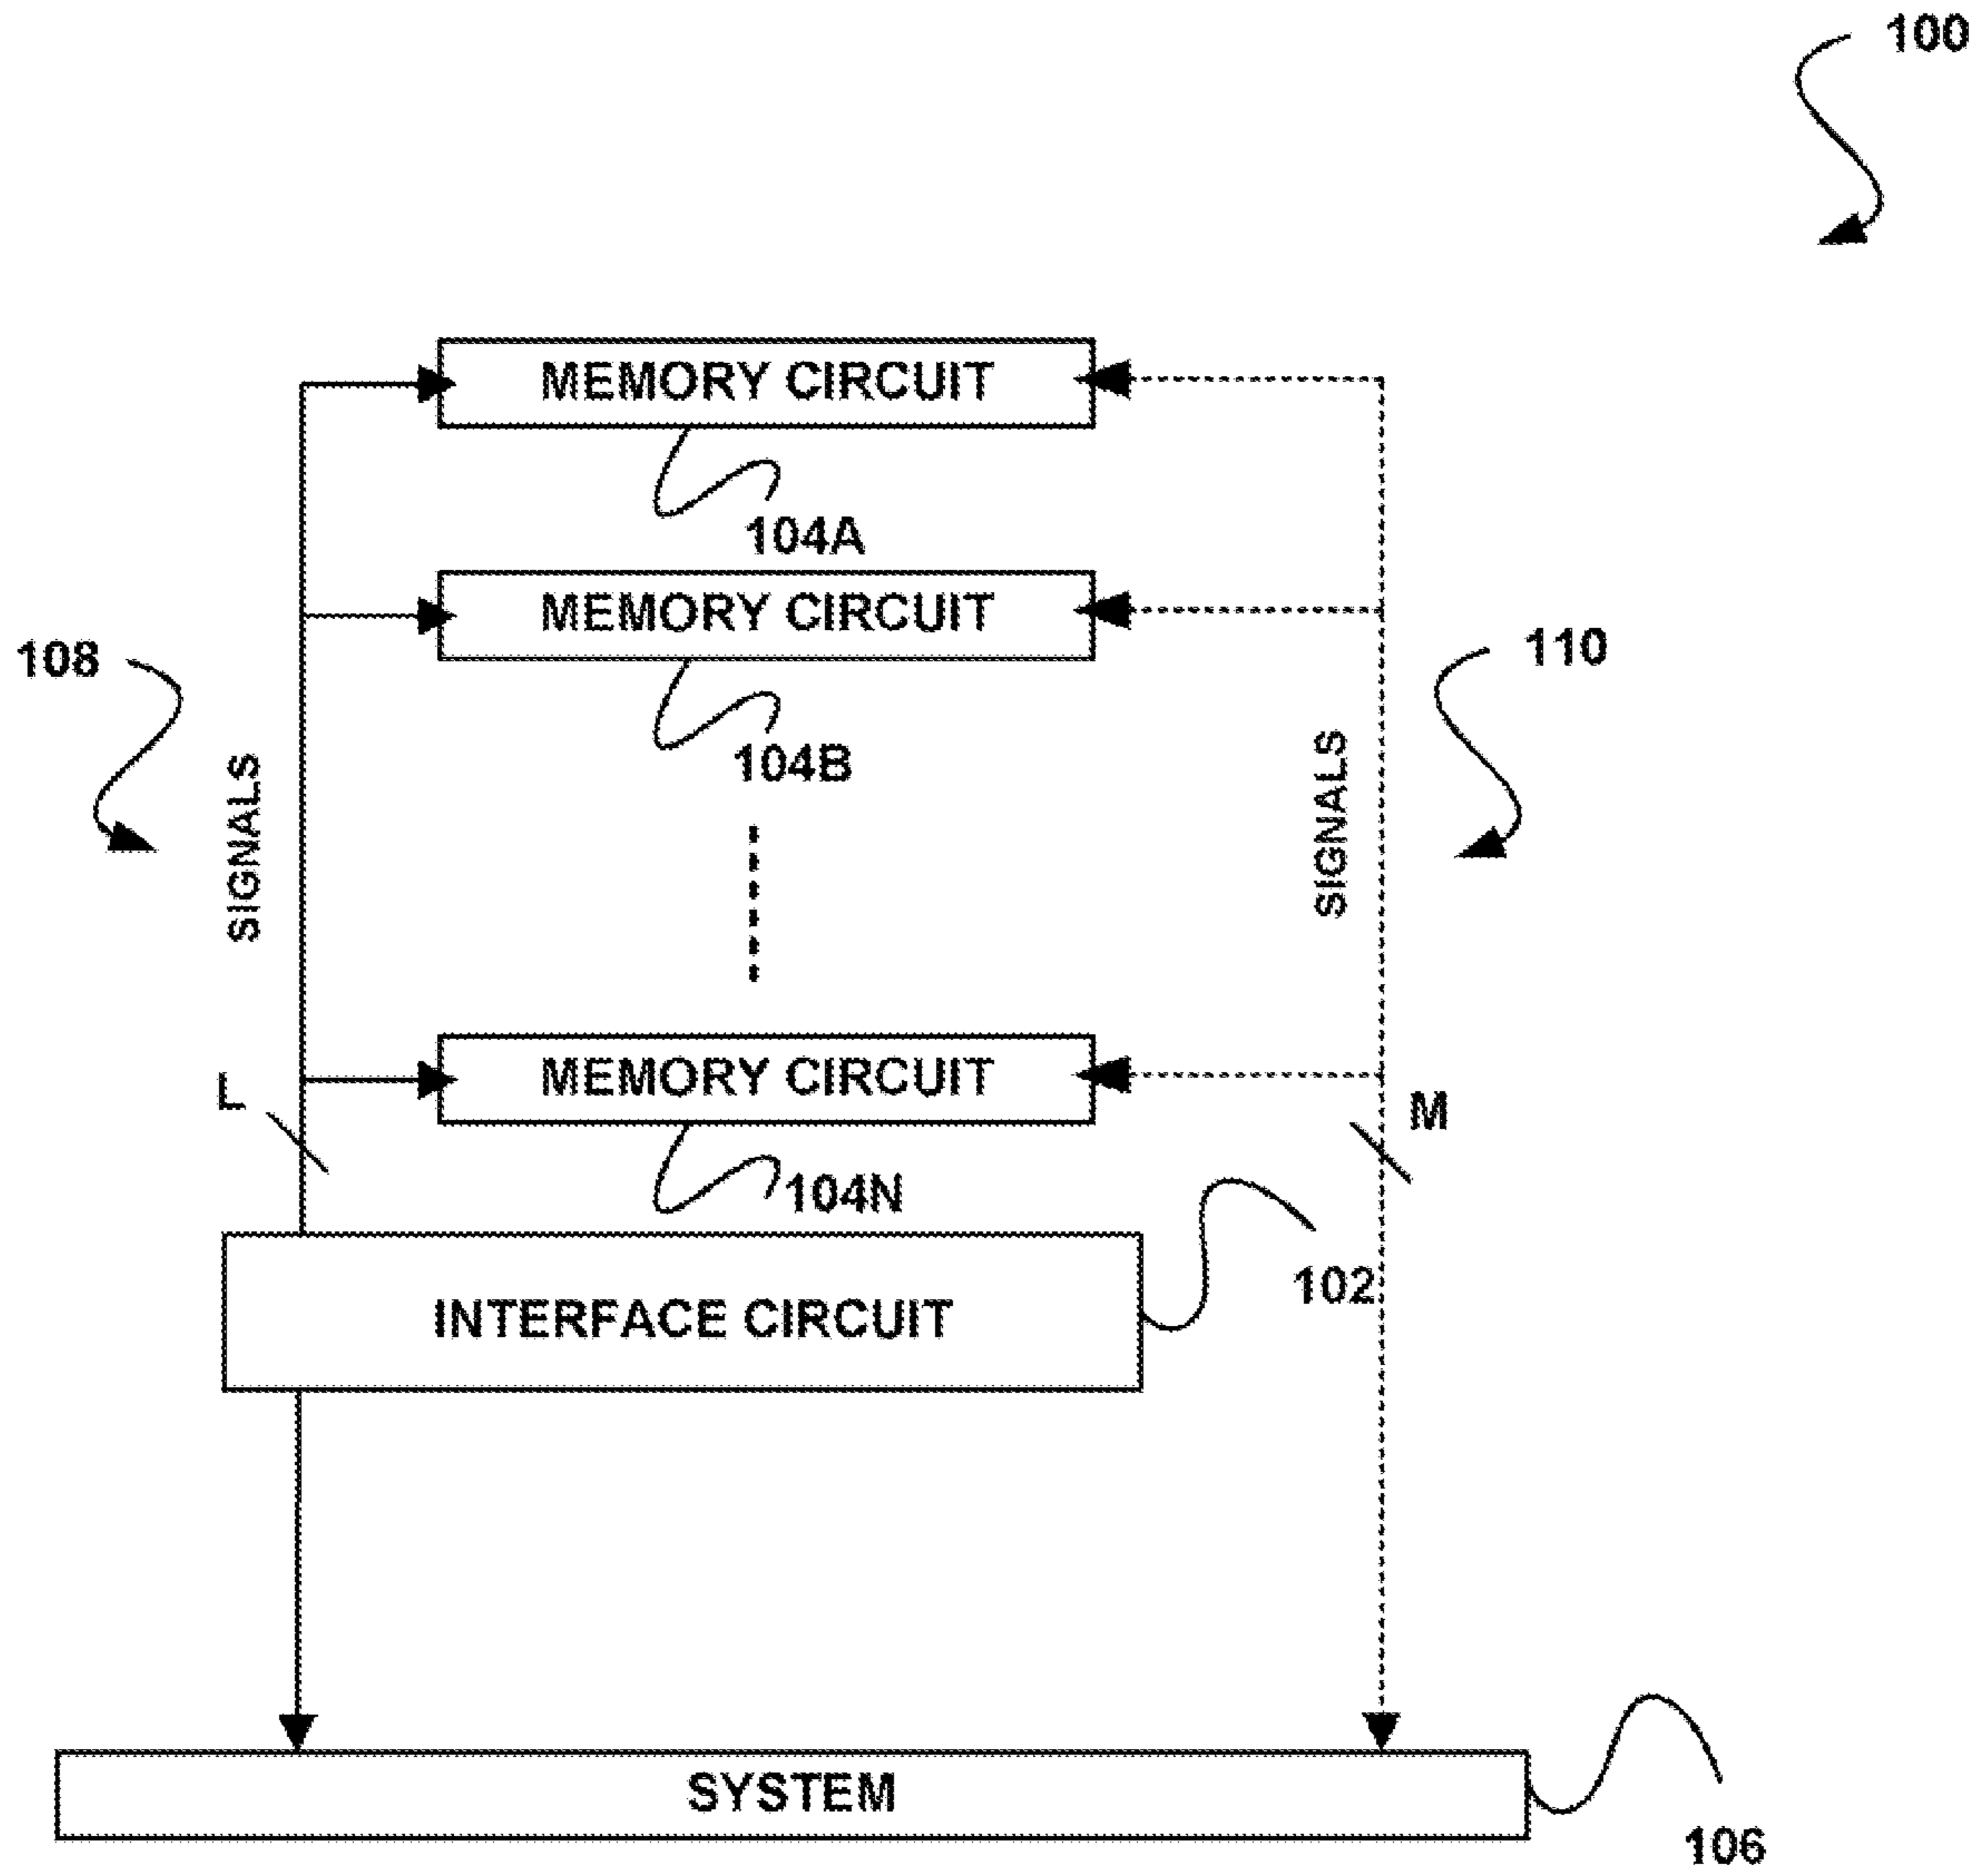 100
MEMORY CIRCUIT
104A
MEMORY CIRCUIT
108
110
104B
SIGNALS
SIGNALS
MEMORY CIRCUIT
L
M
104N
102
INTERFACE CIRCUIT
SYSTEM
106